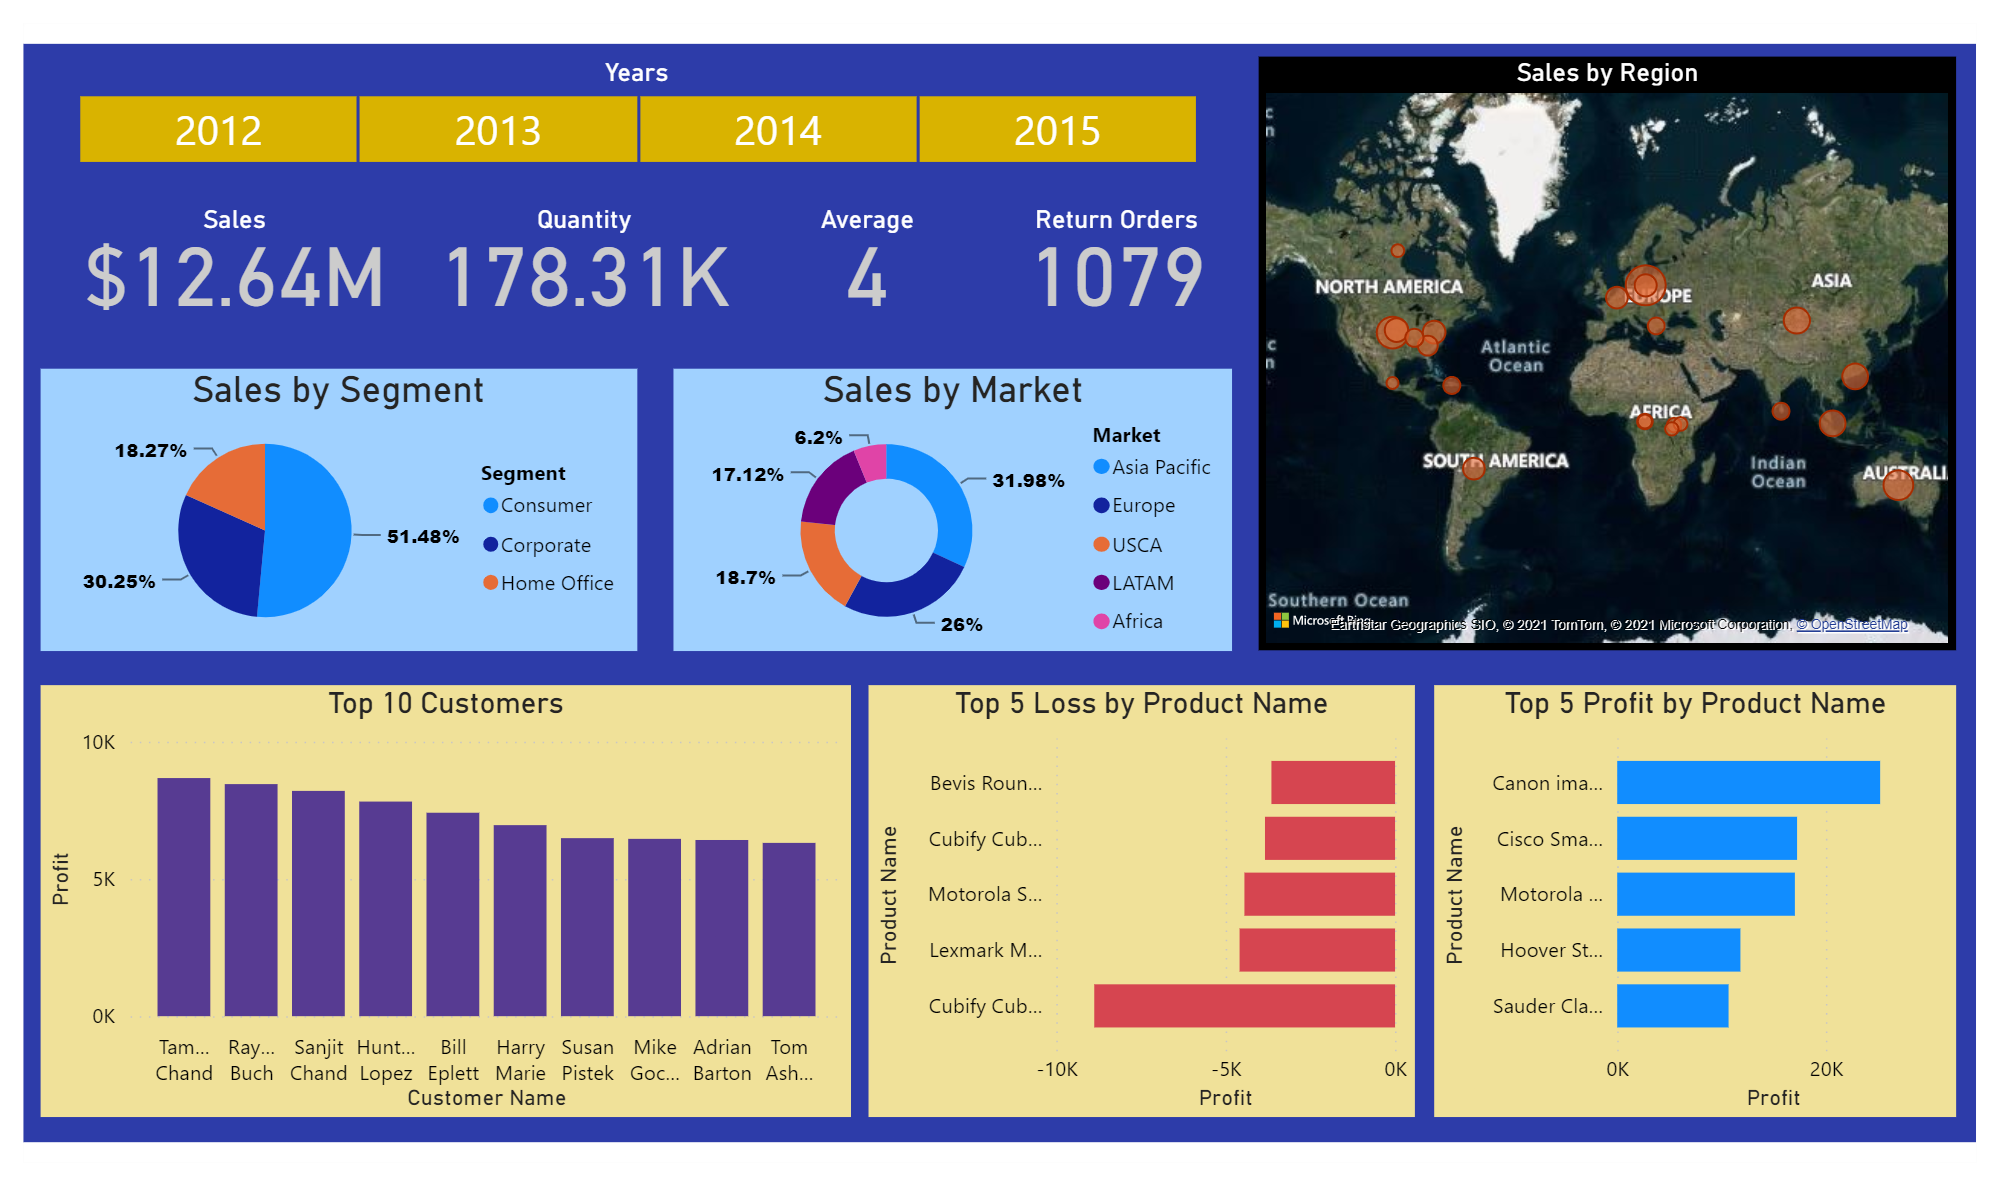 Years
2012
2013
2014
2015
Sales
$12.64M
Quantity
178.31K
Average
4
Return Orders
1079
Sales by Region
NORTH AMERICA
EUROPE
ASIA
Atlantic
Ocean
AFRICA
SOUTH AMERICA
Indian
Ocean
AUSTRALI
Southern Ocean
Microsoft Bing
Earthstar Geographics SIO, © 2021 TomTom, © 2021 Microsoft Corporation, © OpenStreetMap
Sales by Segment
18.27%
51.48%
30.25%
Segment
Consumer
Corporate
Home Office
Sales by Market
6.2%
17.12%
31.98%
18.7%
26%
Market
Asia Pacific
Europe
USCA
LATAM
Africa
Top 10 Customers
10K
5K
0K
Profit
Tam... Ray... Sanjit Hunt... Bill Harry Susan Mike Adrian Tom
Chand Buch Chand Lopez Eplett Marie Pistek Goc... Barton Ash...
Customer Name
Top 5 Loss by Product Name
Product Name
Bevis Roun...
Cubify Cub...
Motorola S...
Lexmark M...
Cubify Cub...
-10K -5K 0K
Profit
Top 5 Profit by Product Name
Product Name
Canon ima...
Cisco Sma...
Motorola ...
Hoover St...
Sauder Cla...
0K 20K
Profit